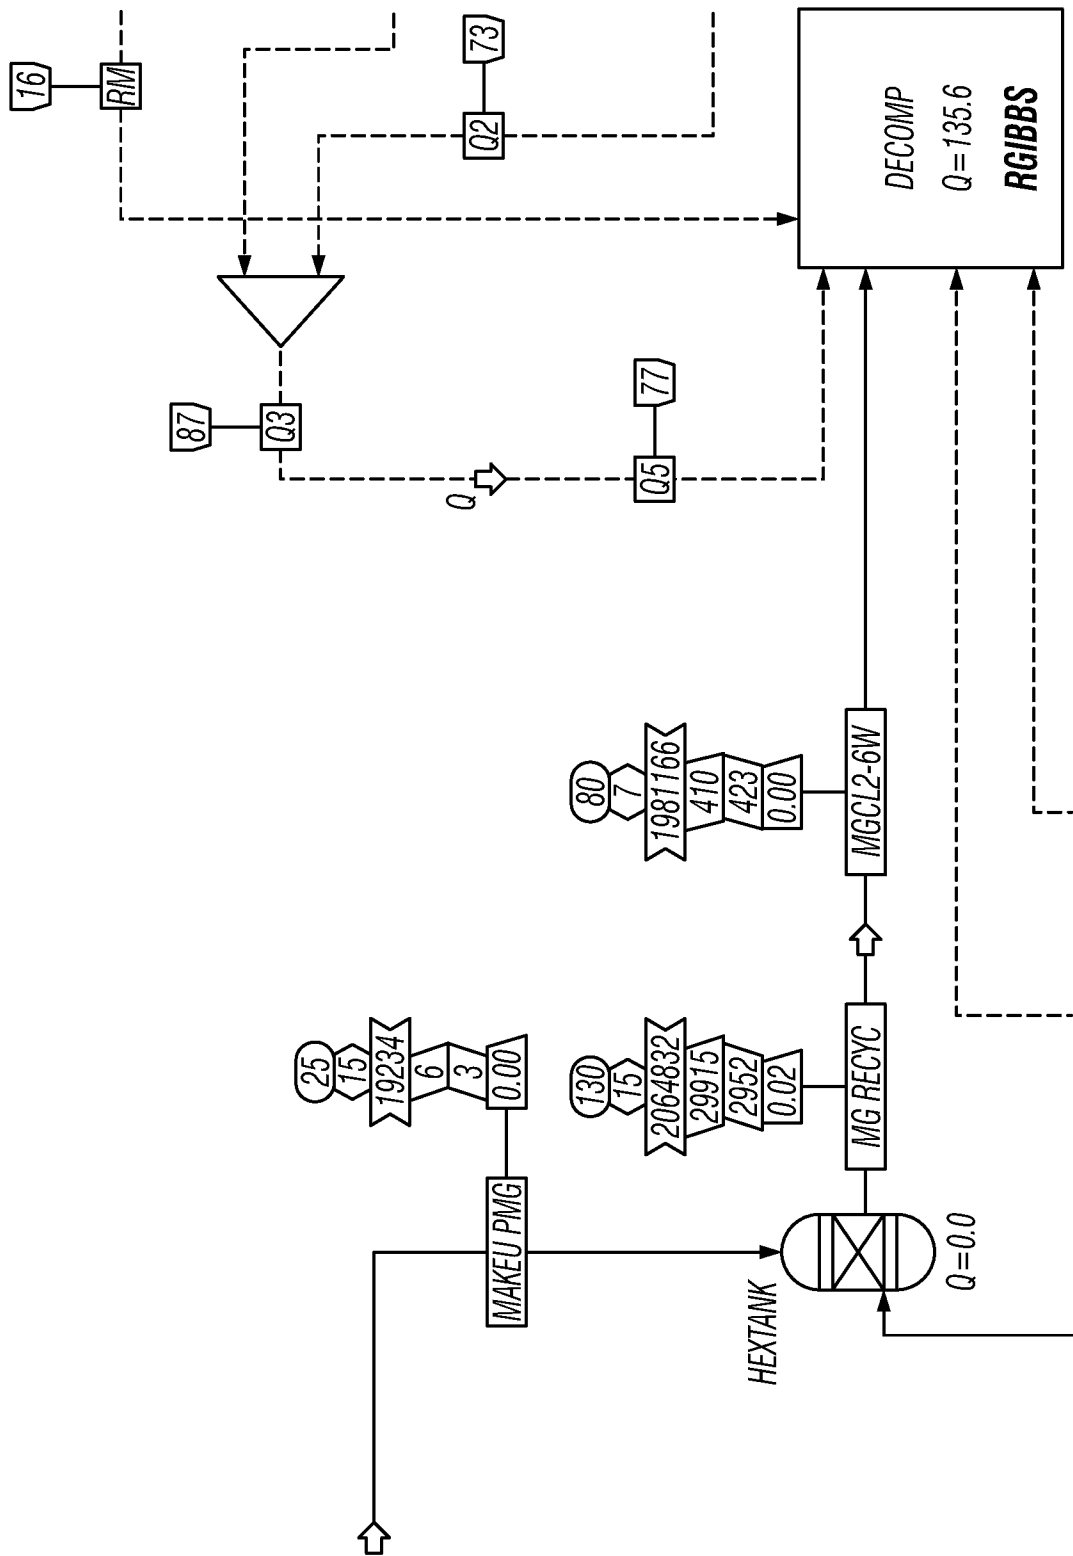 25
15
19234
6
3
0.00
MAKEU PMG
HEXTANK
Q=0.0
130
15
2064832
29915
2952
0.02
MG RECYC
80
7
1981166
410
423
0.00
MGCL2-6W
87
Q3
Q
77
Q5
16
RM
73
Q2
DECOMP
Q=135.6
RGIBBS